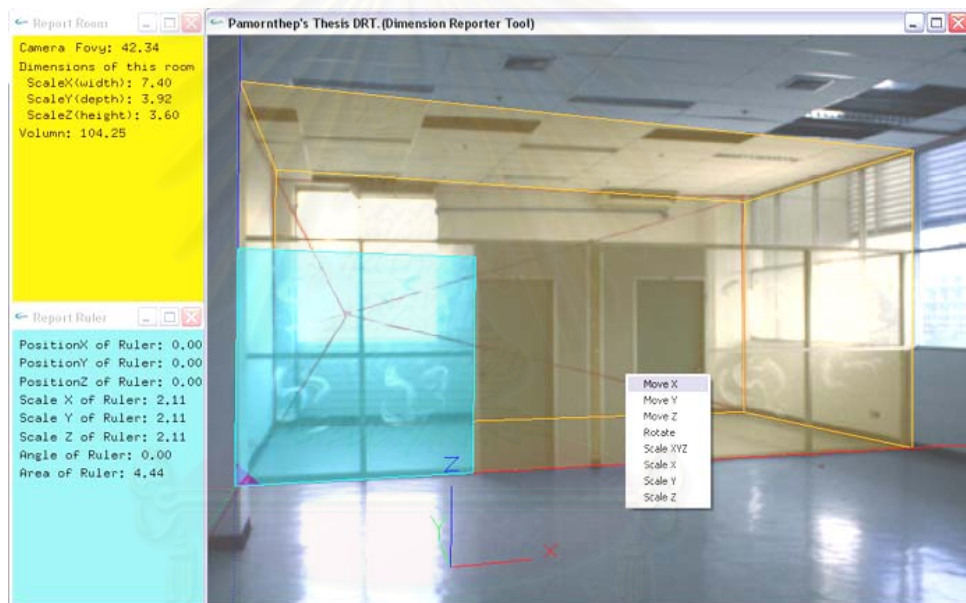 Report Room
Camera Fovy: 42.34
Dimensions of this room
ScaleX(width): 7.40
ScaleY(depth): 3.92
ScaleZ(height): 3.60
Volumn: 104.25
Report Ruler
PositionX of Ruler: 0.00
PositionY of Ruler: 0.00
PositionZ of Ruler: 0.00
Scale X of Ruler: 2.11
Scale Y of Ruler: 2.11
Scale Z of Ruler: 2.11
Angle of Ruler: 0.00
Area of Ruler: 4.44
Pamornthep's Thesis DRT.(Dimension Reporter Tool)
Move X
Move Y
Move Z
Rotate
Scale XYZ
Scale X
Scale Y
Scale Z
Z
Y
X